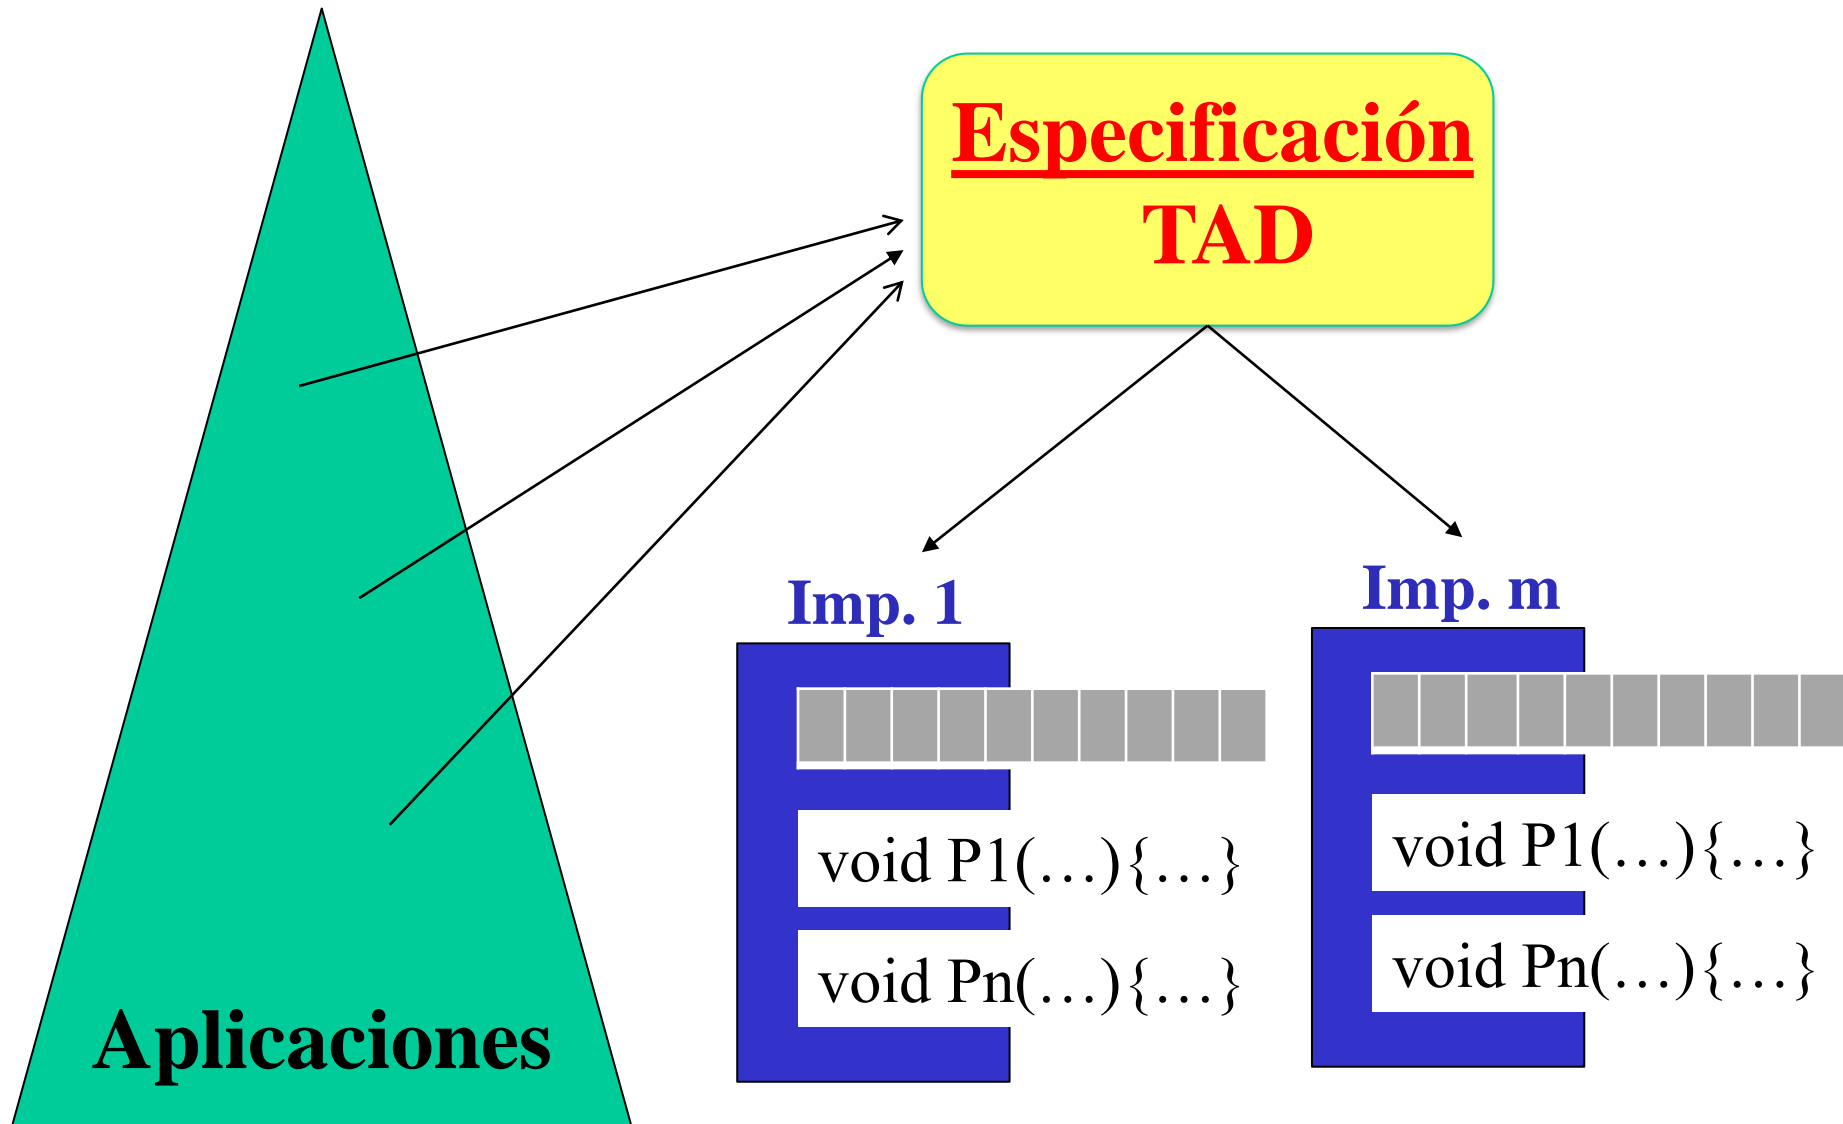 Especificación
TAD
Imp. 1
void P1(…){…}
void Pn(…){…}
Imp. m
void P1(…){…}
void Pn(…){…}
Aplicaciones